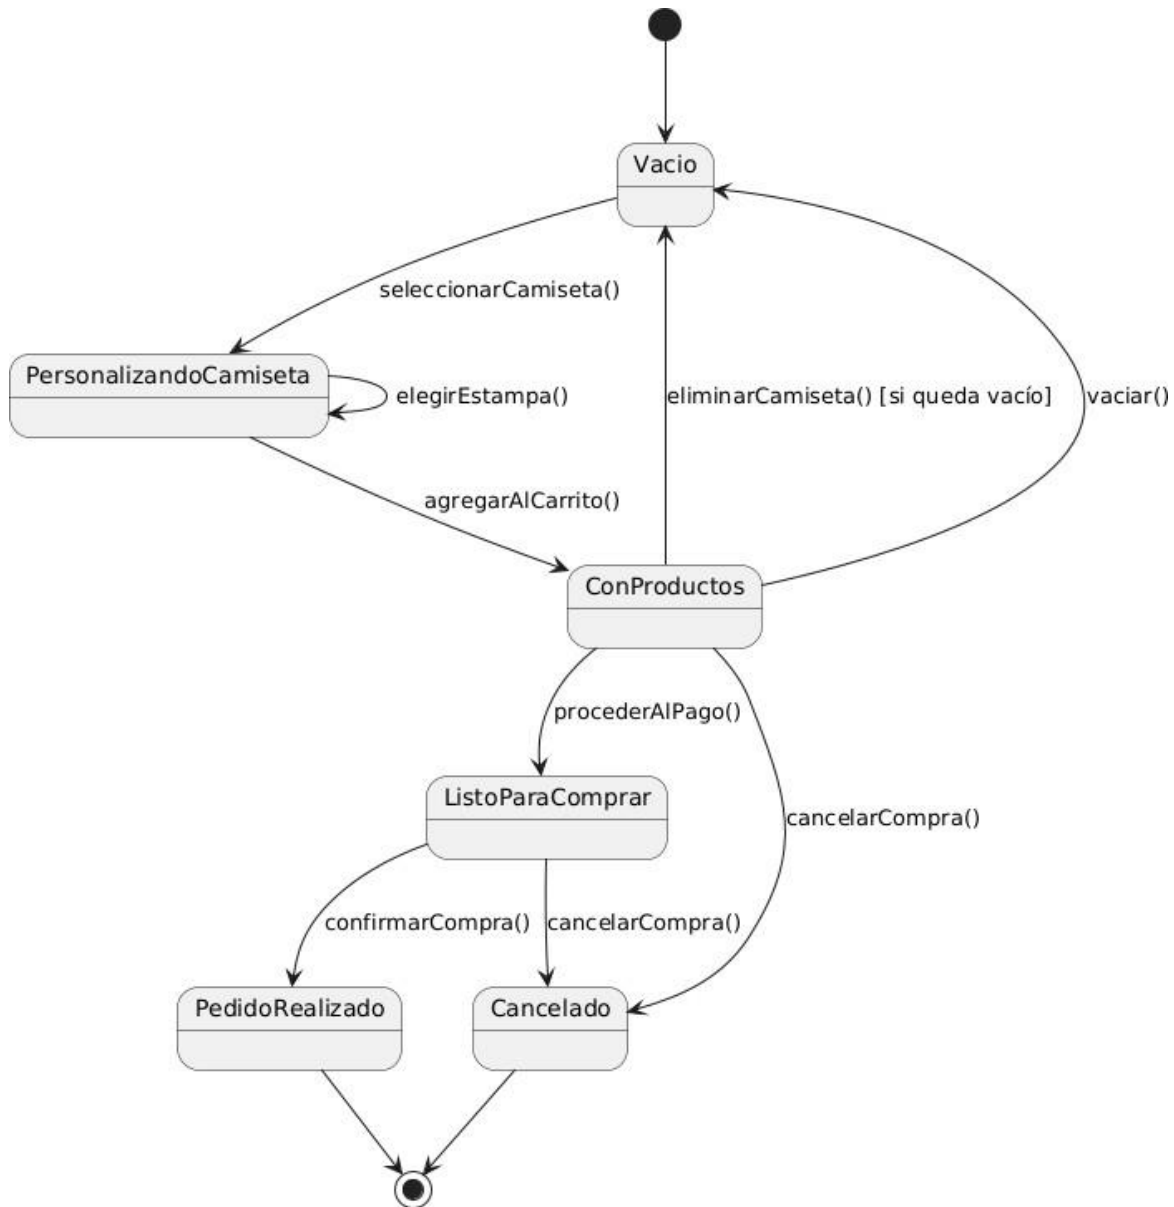 Vacio
seleccionarCamiseta()
PersonalizandoCamiseta
elegirEstampa()
eliminarCamiseta() [si queda vacío]
vaciar()
agregarAlCarrito()
ConProductos
procederAlPago()
ListoParaComprar
cancelarCompra()
confirmarCompra()
cancelarCompra()
PedidoRealizado
Cancelado